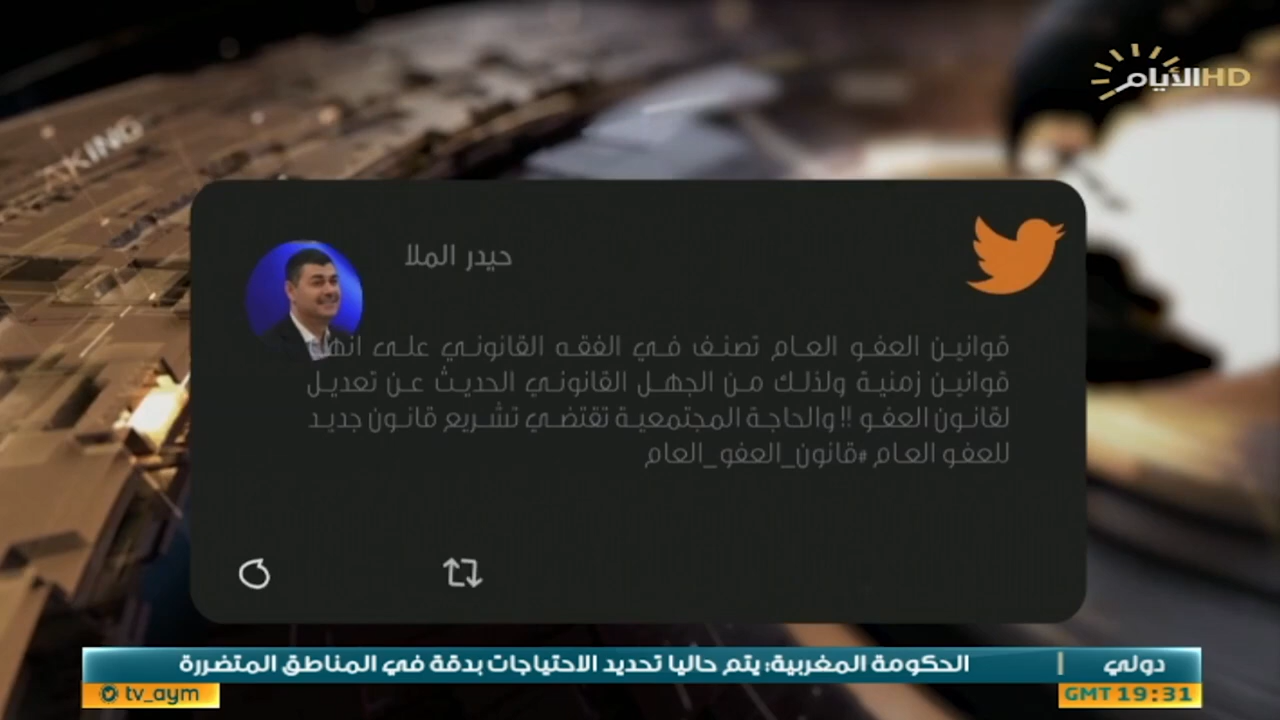 الأيام HD
KING
حيدر الملا
قوانين العفو العام تصنف في الفقه القانوني على انها
قوانين زمنية ولذلك من الجهل القانوني الحديث عن تعديل
لقانون العفو !! والحاجة المجتمعية تقتضي تشريع قانون جديد
للعفو العام #قانون_العفو_العام
دولي | الحكومة المغربية: يتم حاليا تحديد الاحتياجات بدقة في المناطق المتضررة
GMT 19:31
tv_aym